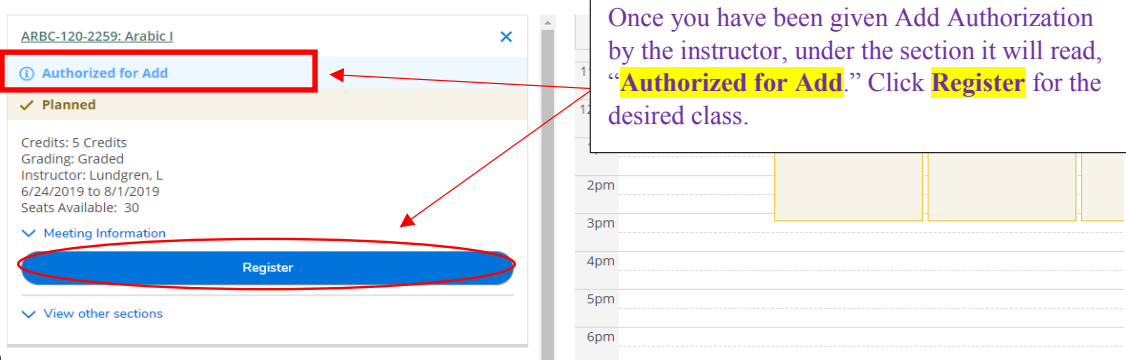 ARBC-120-2259: Arabic I
Authorized for Add
Planned
Credits: 5 Credits
Grading: Graded
Instructor: Lundgren, L
6/24/2019 to 8/1/2019
Seats Available: 30
Meeting Information
Register
View other sections
Once you have been given Add Authorization
by the instructor, under the section it will read,
“Authorized for Add.” Click Register for the
desired class.
2pm
3pm
4pm
5pm
6pm